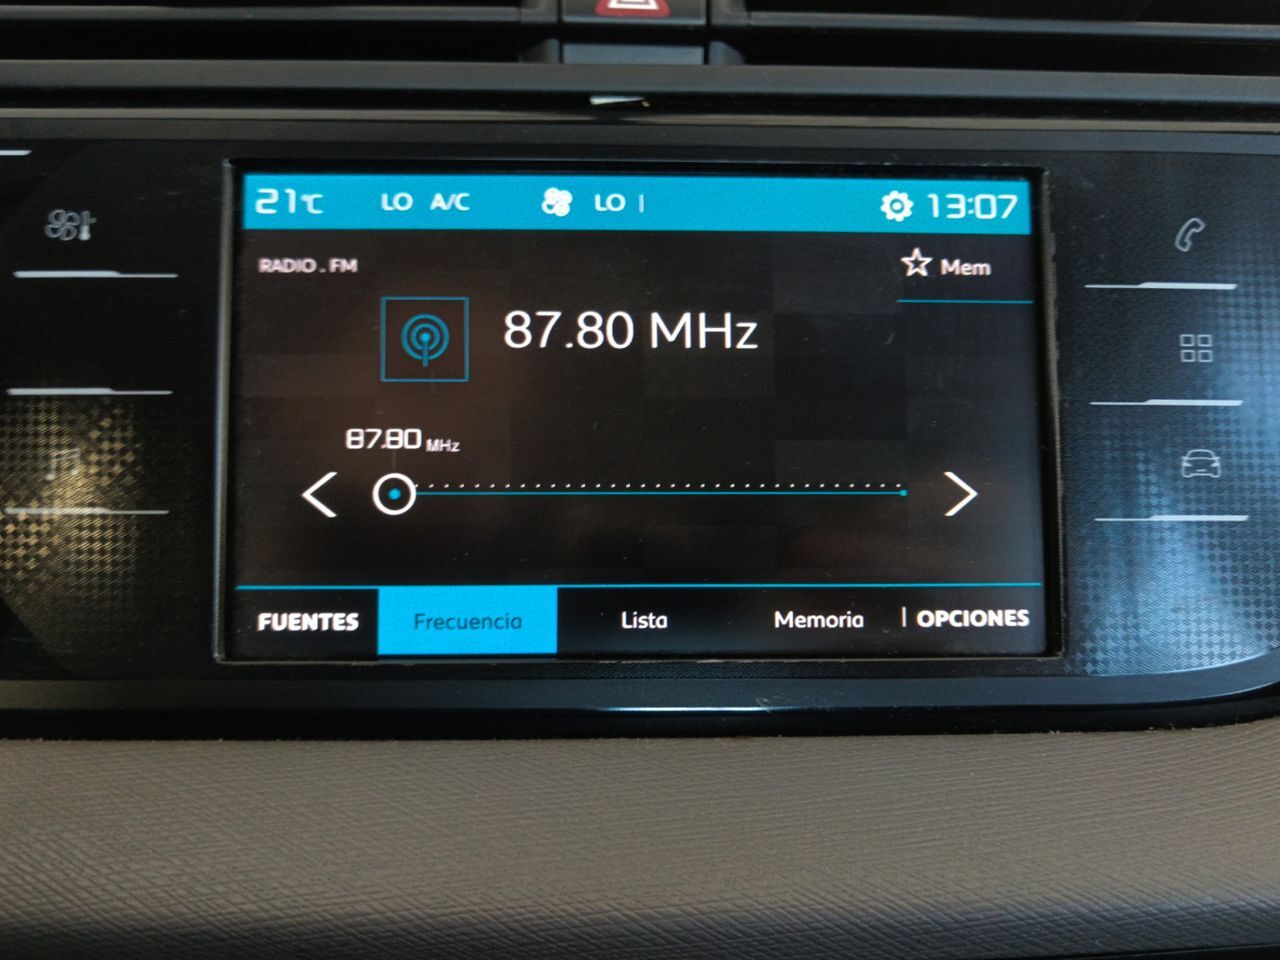 21°C LO A/C LO 13:07
RADIO . FM
Mem
87.80 MHz
87.80 MHz
FUENTES Frecuencia Lista Memoria OPCIONES